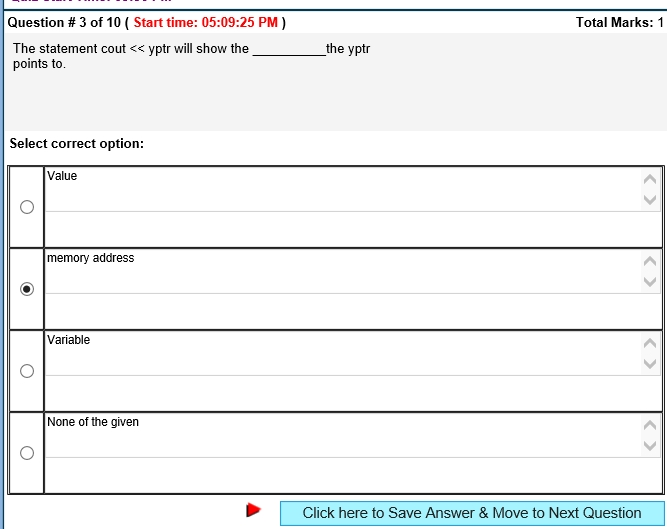 Question # 3 of 10 ( Start time: 05:09:25 PM ) Total Marks: 1
The statement cout << yptr will show the ___________the yptr
points to.
Select correct option:
Value
memory address
Variable
None of the given
Click here to Save Answer & Move to Next Question